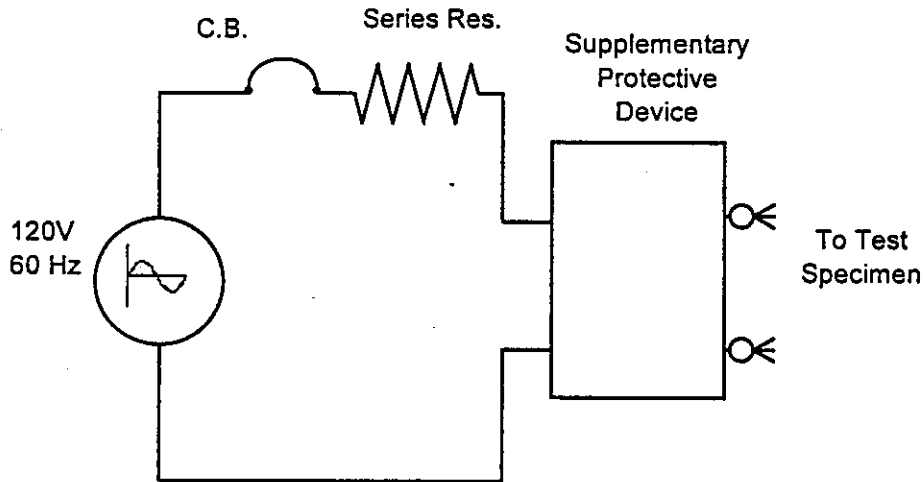 C.B.
Series Res.
Supplementary
Protective
Device
120V
60 Hz
To Test
Specimen